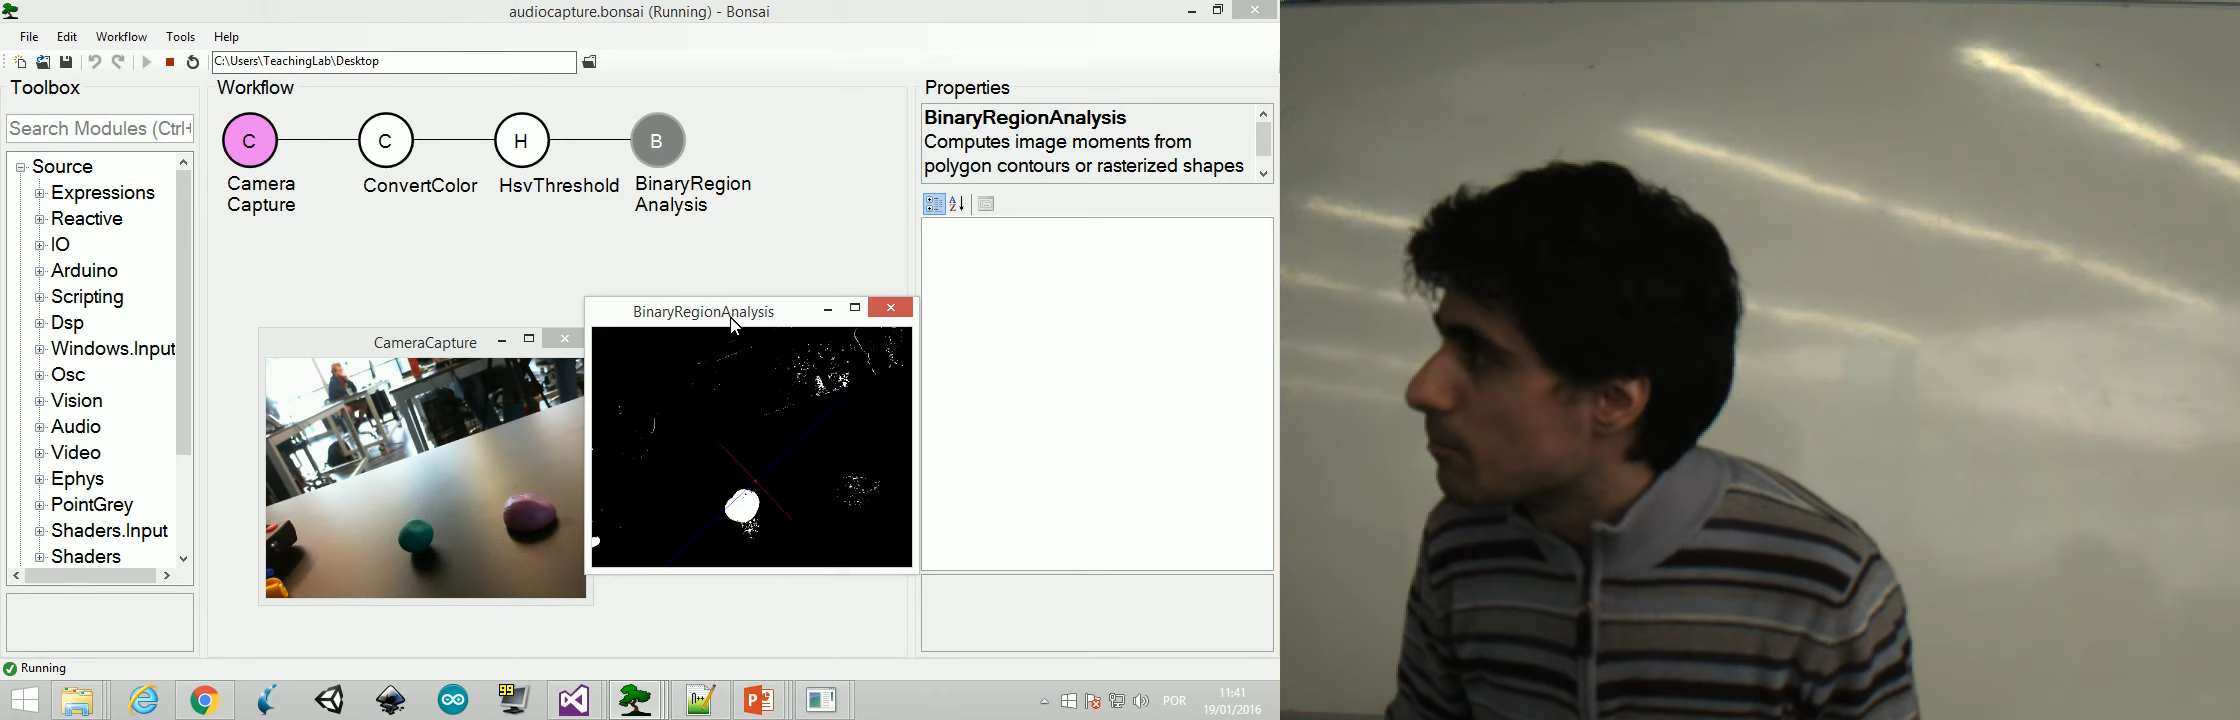 audiocapture.bonsai (Running) - Bonsai
File Edit Workflow Tools Help
C:\Users\TeachingLab\Desktop
Toolbox
Search Modules (Ctrl+
Source
Expressions
Reactive
IO
Arduino
Scripting
Dsp
Windows.Input
Osc
Vision
Audio
Video
Ephys
PointGrey
Shaders.Input
Shaders
Workflow
C C H B
Camera
Capture
ConvertColor
HsvThreshold
BinaryRegion
Analysis
CameraCapture
BinaryRegionAnalysis
Properties
BinaryRegionAnalysis
Computes image moments from
polygon contours or rasterized shapes
Running
99
POR
11:41
19/01/2016